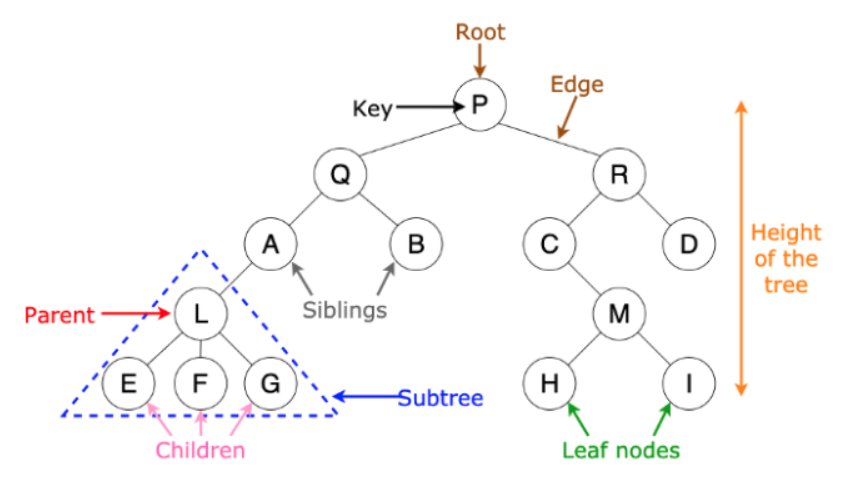 Root
Edge
Key
P
Q
R
A
B
C
D
Height
of the
tree
Siblings
Parent
L
M
E
F
G
H
I
Subtree
Children
Leaf nodes